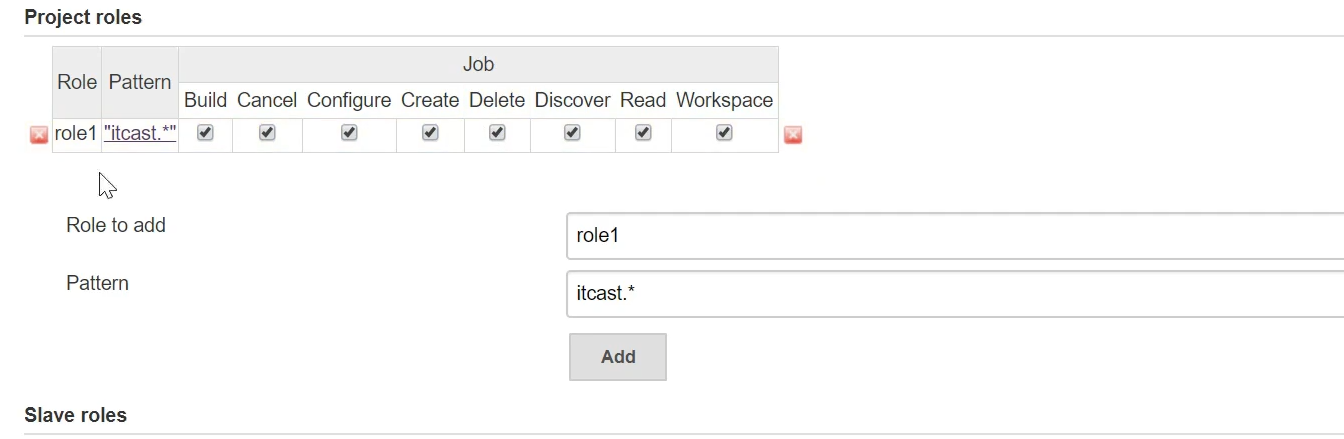 Project roles
Job
Role Pattern
Build Cancel Configure Create Delete Discover Read Workspace
role1 "itcast.*"
Role to add
role1
Pattern
itcast.*
Add
Slave roles